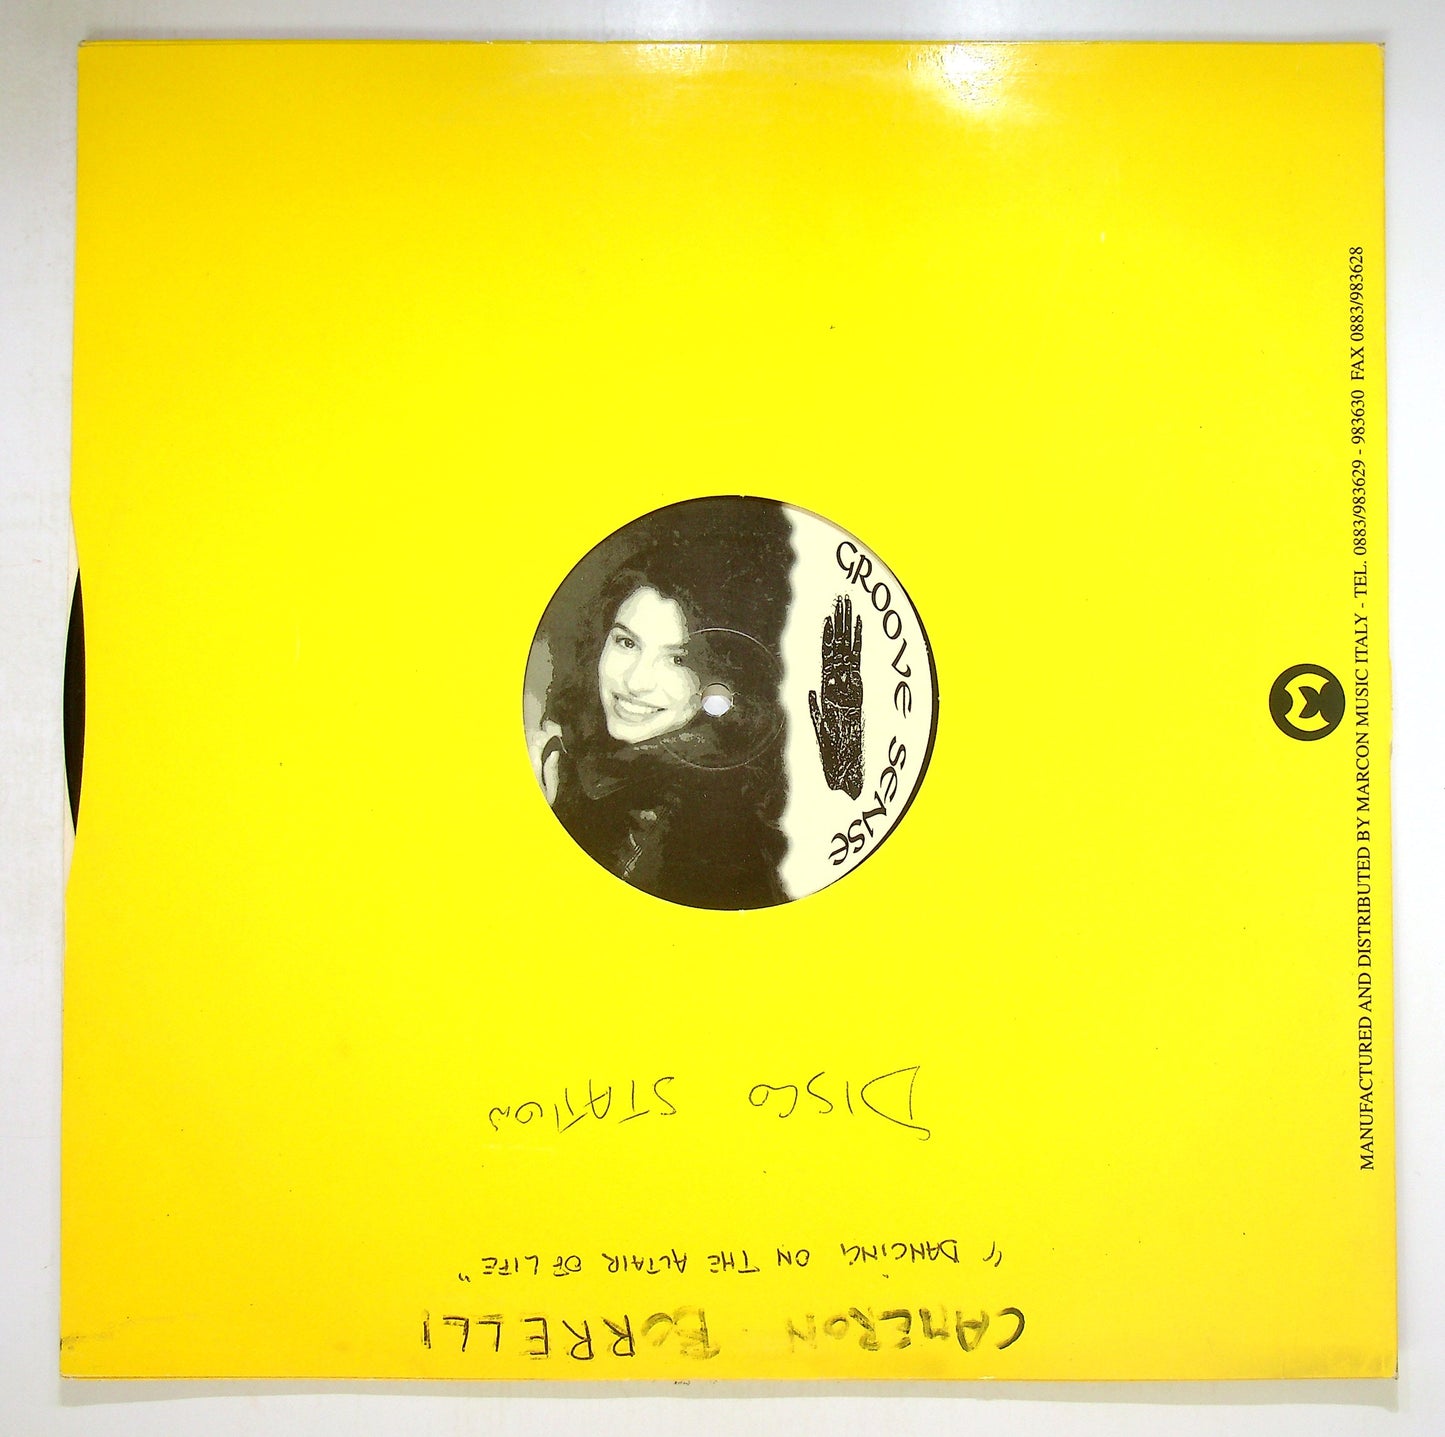 GROOVE SENSE
MANUFACTURED AND DISTRIBUTED BY MARCON MUSIC ITALY - TEL. 0883/983629 - 983630 FAX 0883/983628
DISCO STATION
"DANCING ON THE ALTAIR OF LIFE"
CAMERON BORRELLI